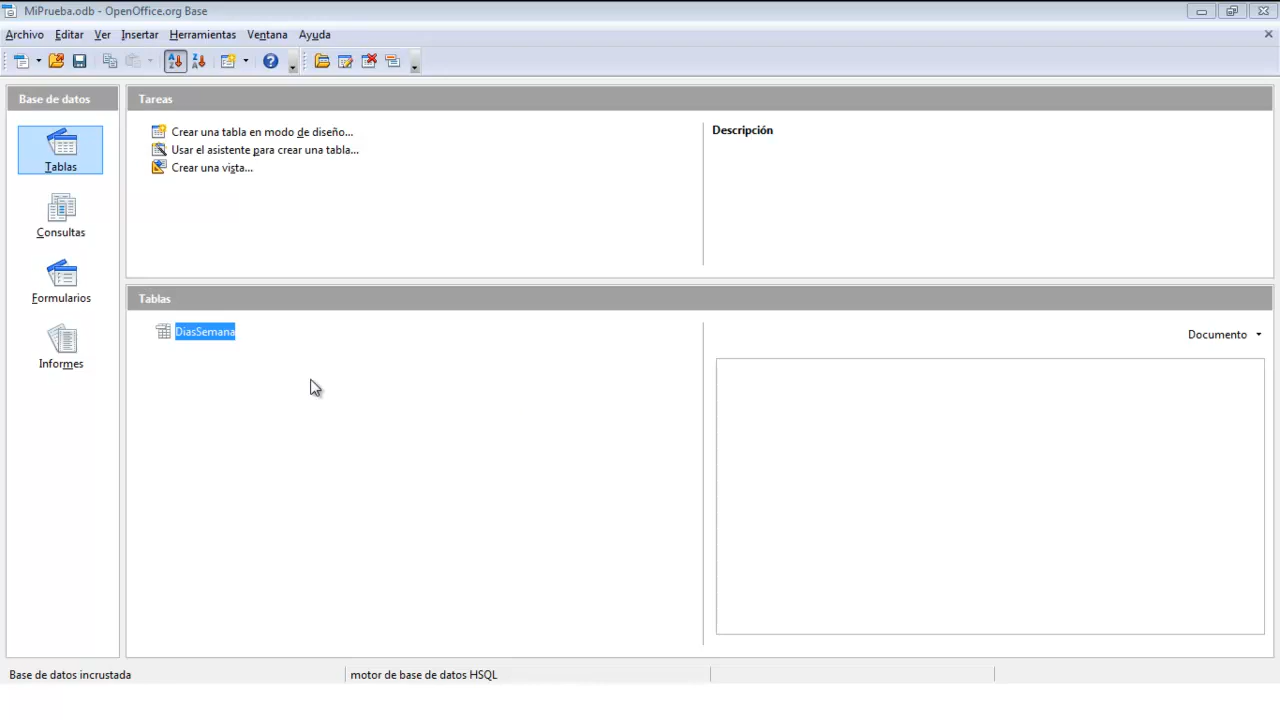 MiPrueba.odb - OpenOffice.org Base
Archivo Editar Ver Insertar Herramientas Ventana Ayuda
Base de datos
Tareas
Tablas
Consultas
Formularios
Informes
Crear una tabla en modo de diseño...
Usar el asistente para crear una tabla...
Crear una vista...
Descripción
Tablas
DiasSemana
Documento
Base de datos incrustada
motor de base de datos HSQL